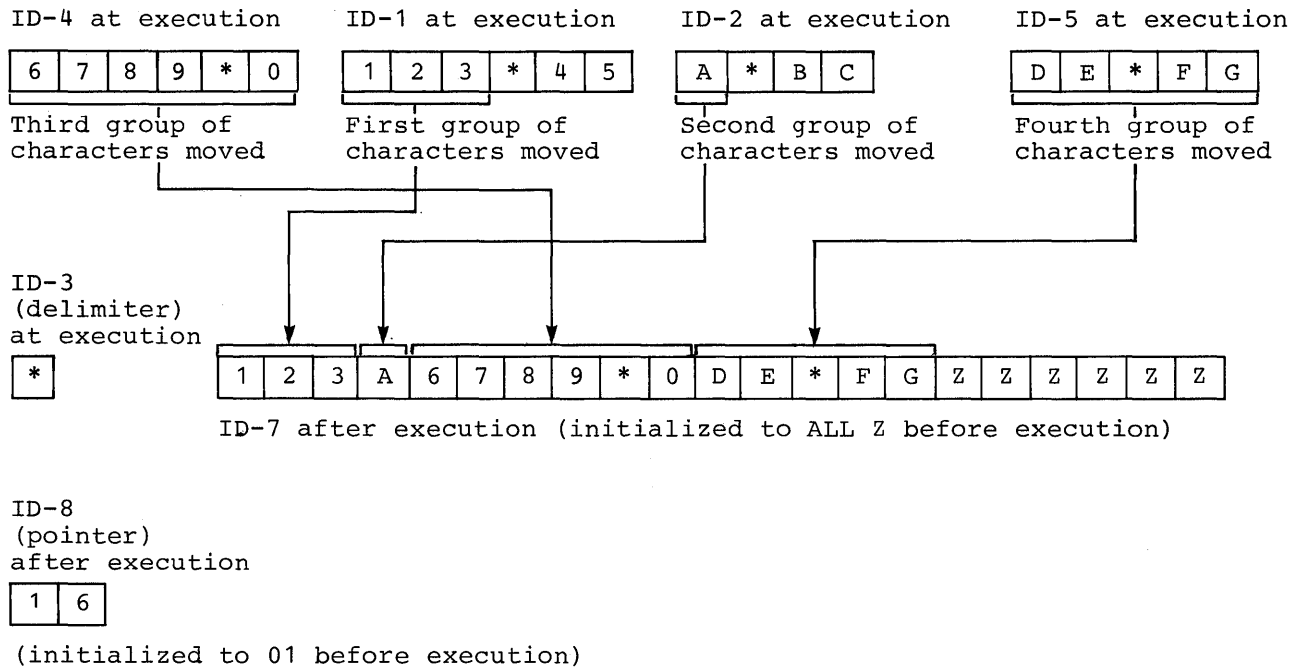 ID-4 at execution ID-1 at execution ID-2 at execution ID-5 at execution
6 7 8 9 * 0 1 2 3 * 4 5 A * B C D E * F G
Third group of First group of Second group of Fourth group of
characters moved characters moved characters moved characters moved
ID-3
(delimiter)
at execution
* 1 2 3 A 6 7 8 9 * 0 D E * F G Z Z Z Z Z Z
ID-7 after execution (initialized to ALL Z before execution)
ID-8
(pointer)
after execution
1 6
(initialized to 01 before execution)